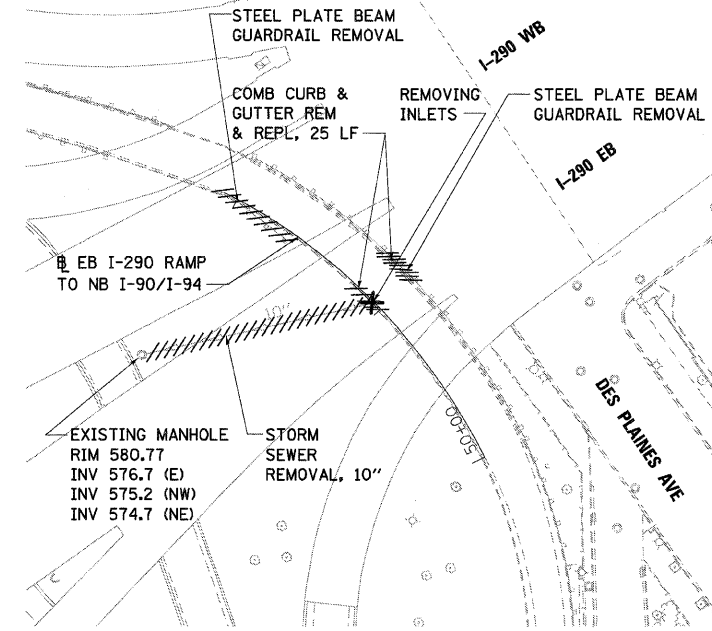 STEEL PLATE BEAM
GUARDRAIL REMOVAL
I-290 WB
COMB CURB &
GUTTER REM
& REPL, 25 LF
REMOVING
INLETS
STEEL PLATE BEAM
GUARDRAIL REMOVAL
I-290 EB
BL EB I-290 RAMP
TO NB I-90/I-94
10"
DES PLAINES AVE
L50+00
EXISTING MANHOLE
RIM 580.77
INV 576.7 (E)
INV 575.2 (NW)
INV 574.7 (NE)
STORM
SEWER
REMOVAL, 10"